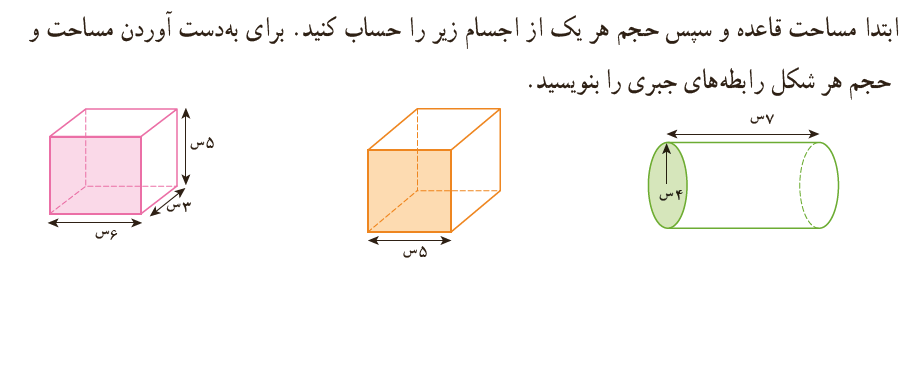 ابتدا مساحت قاعده و سپس حجم هر یک از اجسام زیر را حساب کنید. برای به‌دست آوردن مساحت و
حجم هر شکل رابطه‌های جبری را بنویسید.
۷س
۴س
۵س
۵س
۳س
۶س